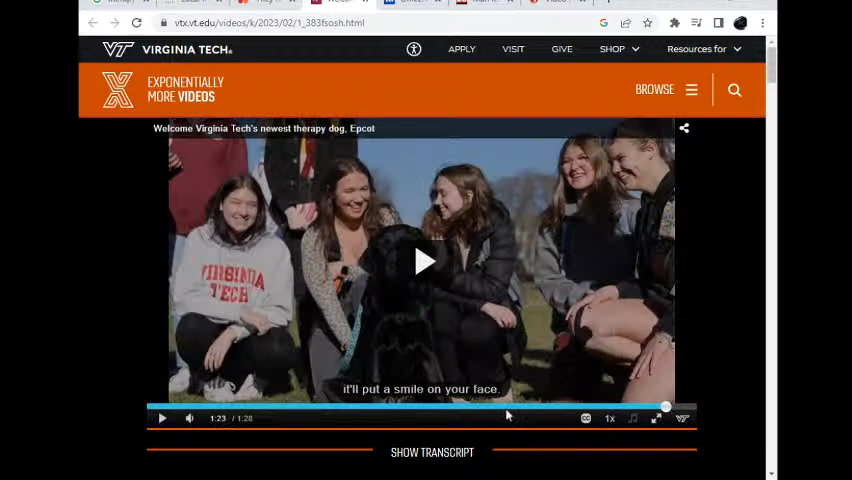 vtx.vt.edu/videos/k/2023/02/1_383fsosh.html
VT VIRGINIA TECH.
APPLY VISIT GIVE SHOP Resources for
EXPONENTIALLY
MORE VIDEOS
BROWSE
Welcome Virginia Tech's newest therapy dog, Epcot
VIRGINIA
TECH
it'll put a smile on your face.
1:23 / 1:28
CC 1x
SHOW TRANSCRIPT